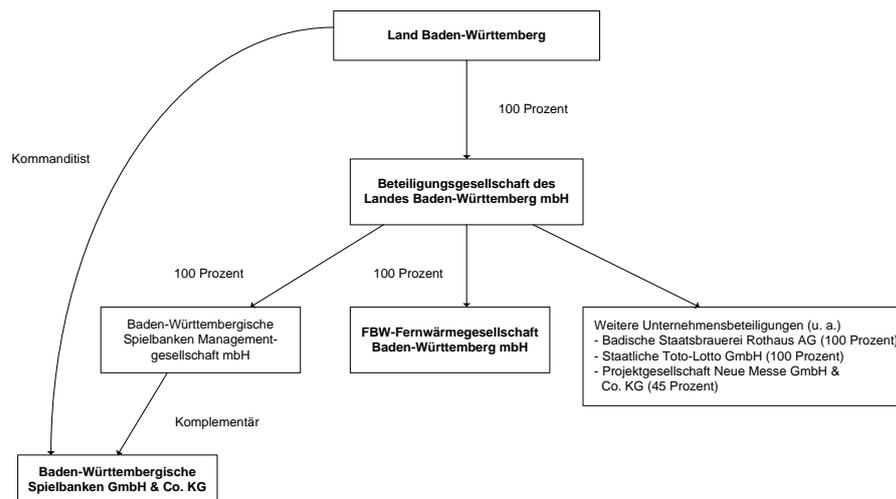 Land Baden-Württemberg
100 Prozent
Kommanditist
Beteiligungsgesellschaft des
Landes Baden-Württemberg mbH
100 Prozent
100 Prozent
Baden-Württembergische
Spielbanken Management-
gesellschaft mbH
FBW-Fernwärmegesellschaft
Baden-Württemberg mbH
Weitere Unternehmensbeteiligungen (u. a.)
- Badische Staatsbrauerei Rothaus AG (100 Prozent)
- Staatliche Toto-Lotto GmbH (100 Prozent)
- Projektgesellschaft Neue Messe GmbH &
Co. KG (45 Prozent)
Komplementär
Baden-Württembergische
Spielbanken GmbH & Co. KG